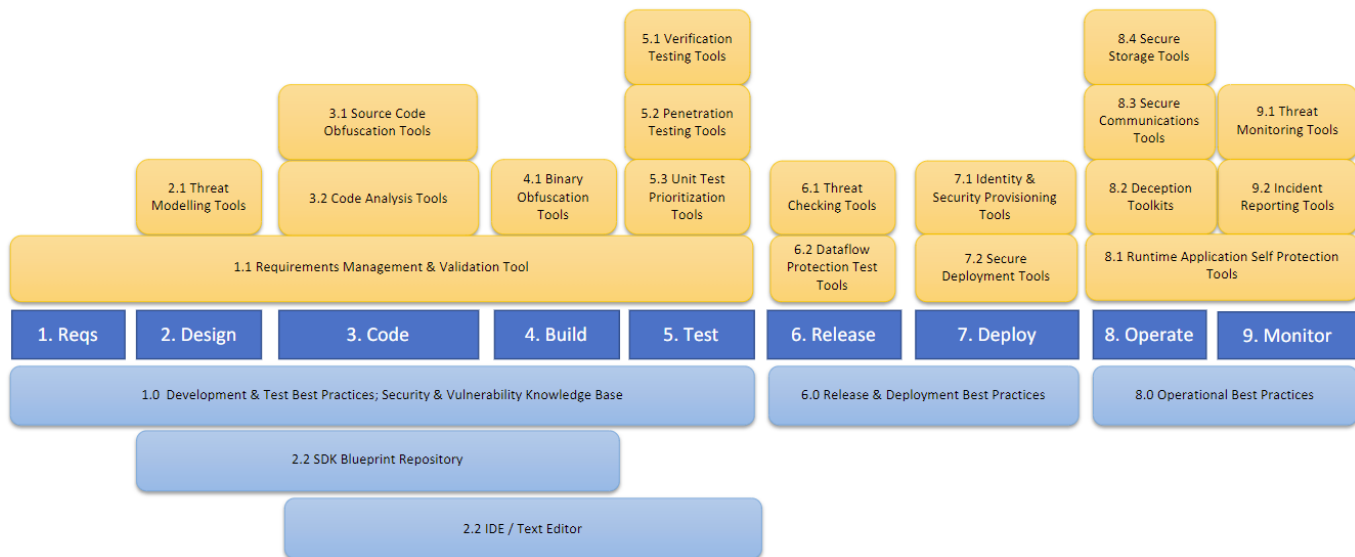 5.1 Verification
Testing Tools
8.4 Secure
Storage Tools
3.1 Source Code
Obfuscation Tools
5.2 Penetration
Testing Tools
8.3 Secure
Communications
Tools
9.1 Threat
Monitoring Tools
2.1 Threat
Modelling Tools
3.2 Code Analysis Tools
4.1 Binary
Obfuscation
Tools
5.3 Unit Test
Prioritization
Tools
6.1 Threat
Checking Tools
7.1 Identity &
Security Provisioning
Tools
8.2 Deception
Toolkits
9.2 Incident
Reporting Tools
1.1 Requirements Management & Validation Tool
6.2 Dataflow
Protection Test
Tools
7.2 Secure
Deployment Tools
8.1 Runtime Application Self Protection
Tools
1. Reqs
2. Design
3. Code
4. Build
5. Test
6. Release
7. Deploy
8. Operate
9. Monitor
1.0 Development & Test Best Practices; Security & Vulnerability Knowledge Base
6.0 Release & Deployment Best Practices
8.0 Operational Best Practices
2.2 SDK Blueprint Repository
2.2 IDE / Text Editor